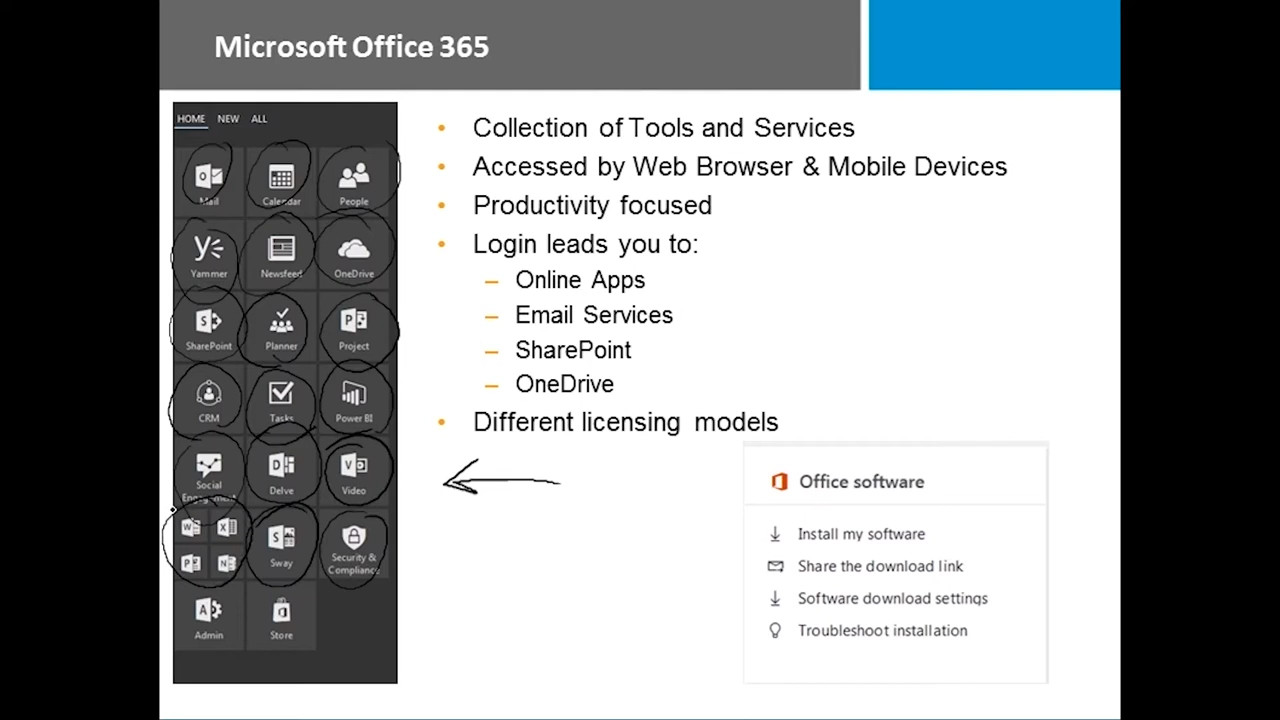 Microsoft Office 365
HOME NEW ALL
Mail Calendar People
Yammer Newsfeed OneDrive
SharePoint Planner Project
CRM Tasks Power BI
Social Engagement Delve Video
Sway Security & Compliance
Admin Store
• Collection of Tools and Services
• Accessed by Web Browser & Mobile Devices
• Productivity focused
• Login leads you to:
– Online Apps
– Email Services
– SharePoint
– OneDrive
• Different licensing models
Office software
Install my software
Share the download link
Software download settings
Troubleshoot installation